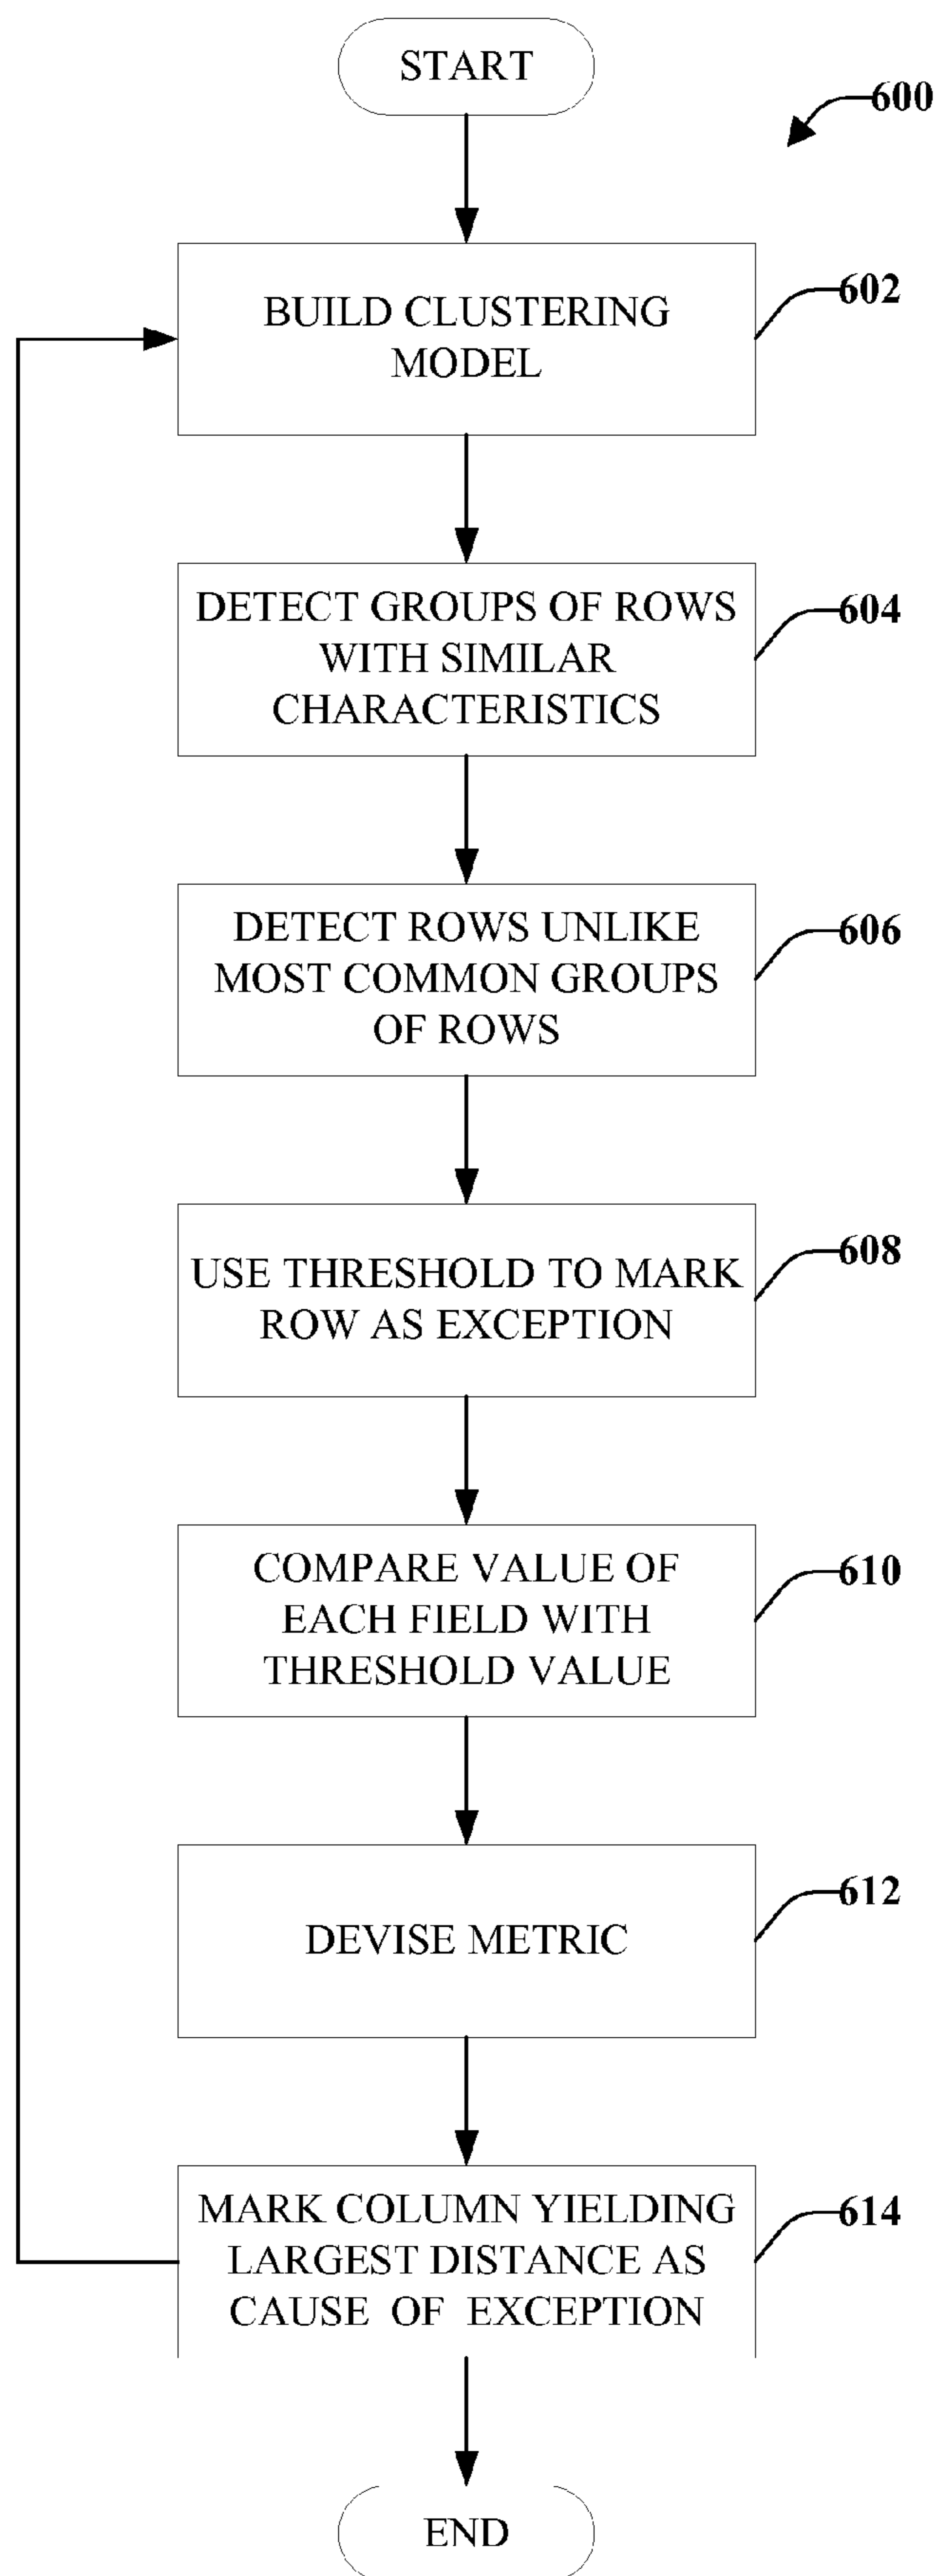 START
600
BUILD CLUSTERING
MODEL
602
DETECT GROUPS OF ROWS
WITH SIMILAR
CHARACTERISTICS
604
DETECT ROWS UNLIKE
MOST COMMON GROUPS
OF ROWS
606
USE THRESHOLD TO MARK
ROW AS EXCEPTION
608
COMPARE VALUE OF
EACH FIELD WITH
THRESHOLD VALUE
610
DEVISE METRIC
612
MARK COLUMN YIELDING
LARGEST DISTANCE AS
CAUSE OF EXCEPTION
614
END